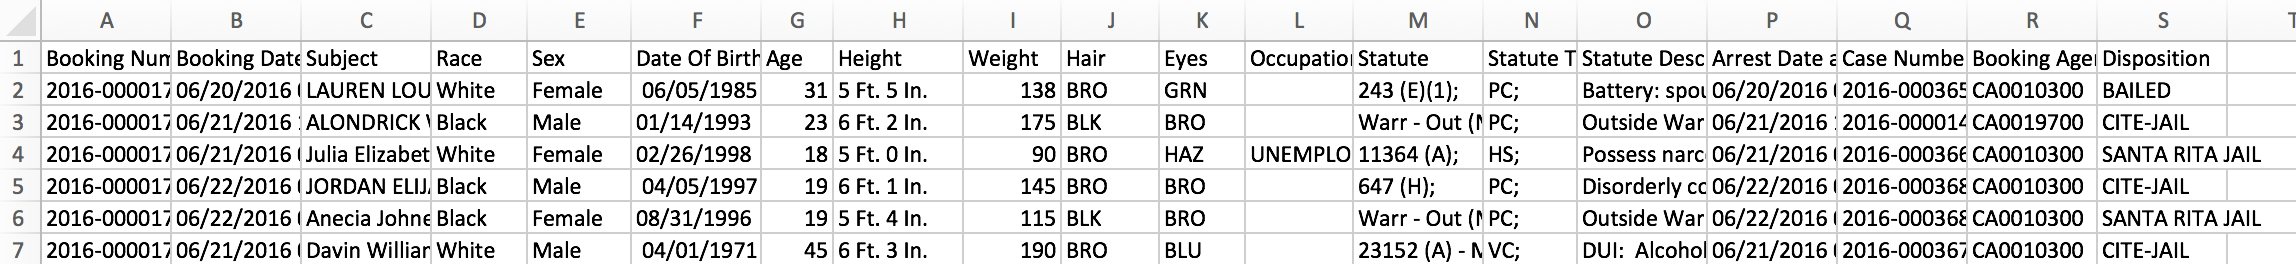 A B C D E F G H I J K L M N O P Q R S T
1 Booking Num Booking Date Subject Race Sex Date Of Birth Age Height Weight Hair Eyes Occupatio Statute Statute T Statute Desc Arrest Date a Case Numbe Booking Age Disposition
2 2016-000017 06/20/2016 LAUREN LOU White Female 06/05/1985 31 5 Ft. 5 In. 138 BRO GRN 243 (E)(1); PC; Battery: spou 06/20/2016 2016-000365 CA0010300 BAILED
3 2016-000017 06/21/2016 ALONDRICK Black Male 01/14/1993 23 6 Ft. 2 In. 175 BLK BRO Warr - Out ( PC; Outside War 06/21/2016 2016-000014 CA0019700 CITE-JAIL
4 2016-000017 06/21/2016 Julia Elizabet White Female 02/26/1998 18 5 Ft. 0 In. 90 BRO HAZ UNEMPLO 11364 (A); HS; Possess narc 06/21/2016 2016-000366 CA0010300 SANTA RITA JAIL
5 2016-000017 06/22/2016 JORDAN ELIJ Black Male 04/05/1997 19 6 Ft. 1 In. 145 BRO BRO 647 (H); PC; Disorderly cc 06/22/2016 2016-000368 CA0010300 CITE-JAIL
6 2016-000017 06/22/2016 Anecia Johne Black Female 08/31/1996 19 5 Ft. 4 In. 115 BLK BRO Warr - Out ( PC; Outside War 06/22/2016 2016-000368 CA0010300 SANTA RITA JAIL
7 2016-000017 06/21/2016 Davin Williar White Male 04/01/1971 45 6 Ft. 3 In. 190 BRO BLU 23152 (A) - VC; DUI: Alcohol 06/21/2016 2016-000367 CA0010300 CITE-JAIL